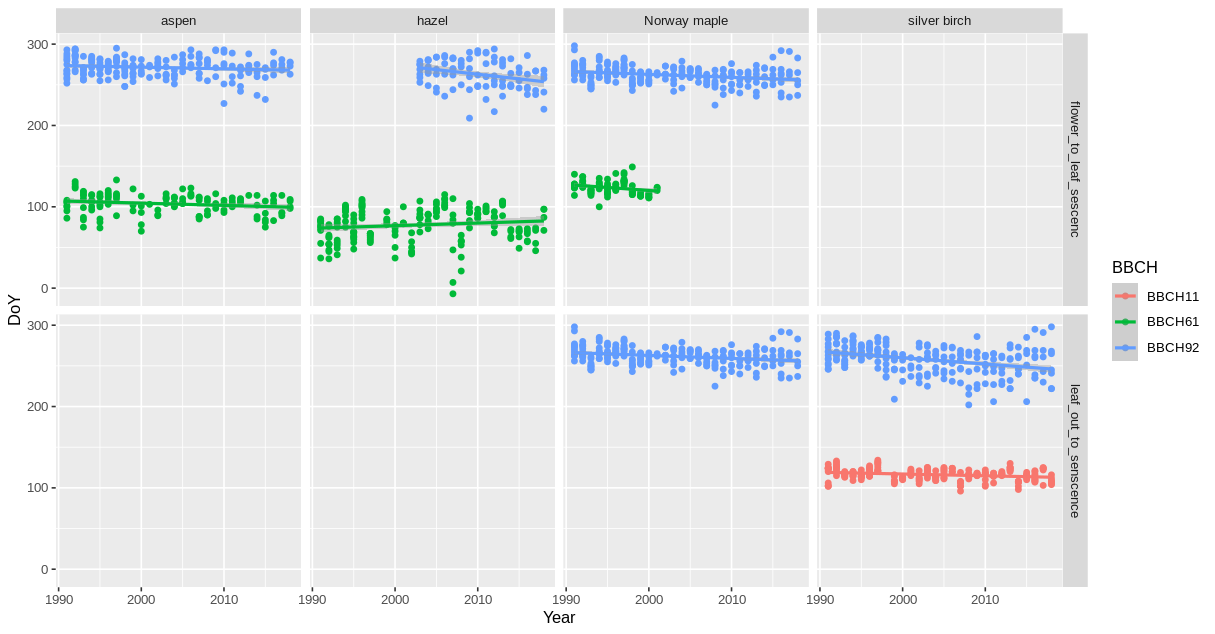 aspen hazel Norway maple silver birch
300
200
100
0
flower_to_leaf_sescenc
DoY
300
200
100
0
leaf_out_to_senscence
1990 2000 2010 1990 2000 2010 1990 2000 2010 1990 2000 2010
Year
BBCH
BBCH11
BBCH61
BBCH92